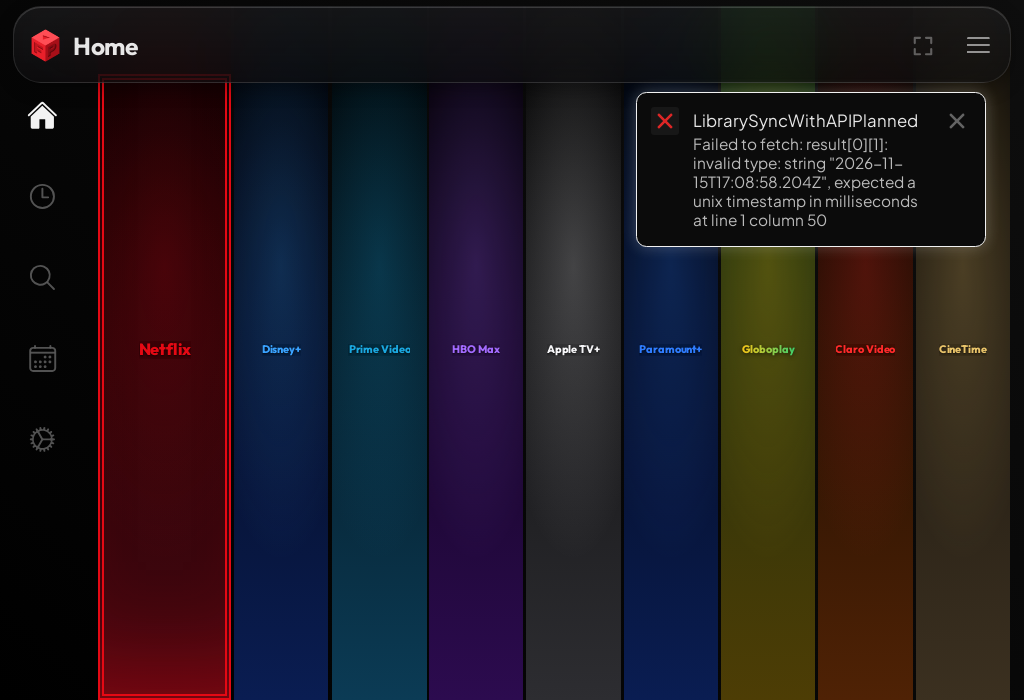 Home
LibrarySyncWithAPIPlanned
Failed to fetch: result[0][1]:
invalid type: string "2026-11-
15T17:08:58.204Z", expected a
unix timestamp in milliseconds
at line 1 column 50
Netflix
Disney+
Prime Video
HBO Max
Apple TV+
Paramount+
Globoplay
Claro Video
CineTime